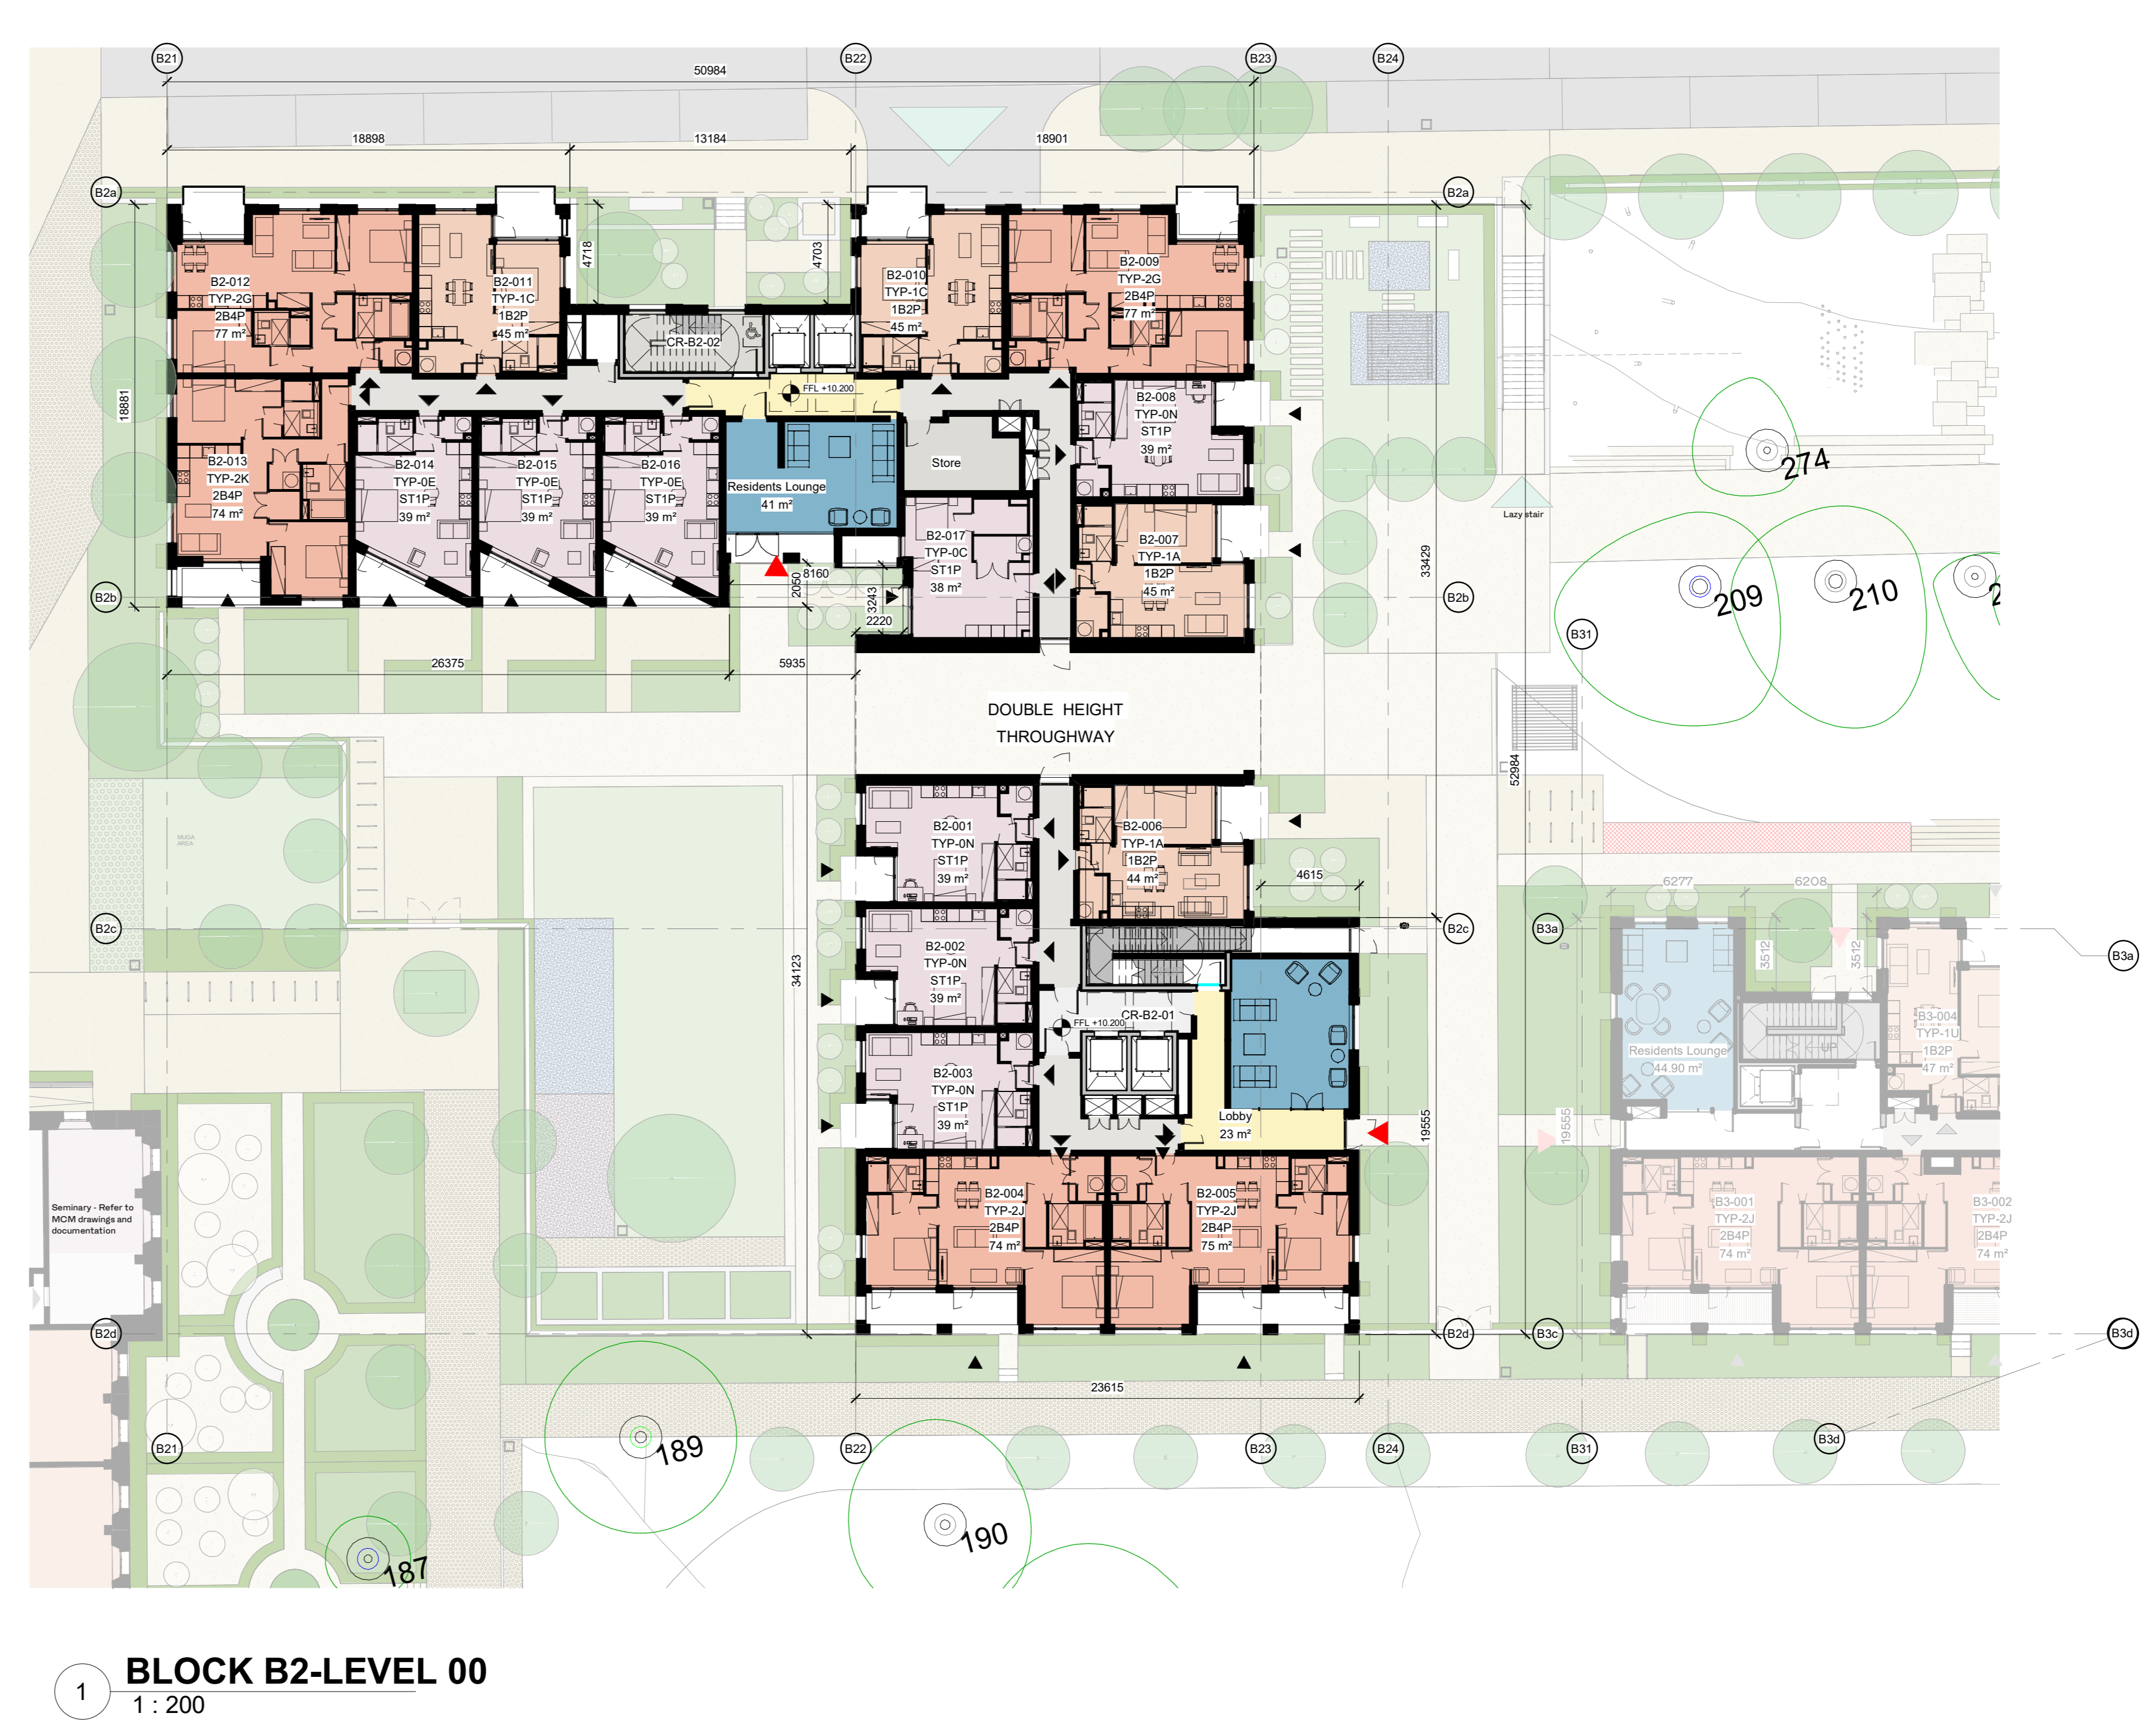 B21
B22
B23
B24
50984
18898
13184
18901
B2a
B2a
4718
4703
B2-012
TYP-2G
2B4P
77 m²
B2-011
TYP-1C
1B2P
45 m²
CR-B2-02
B2-010
TYP-1C
1B2P
45 m²
B2-009
TYP-2G
2B4P
77 m²
FFL +10.200
18881
B2-013
TYP-2K
2B4P
74 m²
B2-014
TYP-0E
ST1P
39 m²
B2-015
TYP-0E
ST1P
39 m²
B2-016
TYP-0E
ST1P
39 m²
Residents Lounge
41 m²
Store
B2-008
TYP-0N
ST1P
39 m²
B2-017
TYP-0C
ST1P
38 m²
B2-007
TYP-1A
1B2P
45 m²
33429
Lazy stair
274
209
210
B2b
B2b
8160
2050
3243
2220
B31
26375
5935
DOUBLE HEIGHT
THROUGHWAY
52984
MUGA
AREA
B2-001
TYP-0N
ST1P
39 m²
B2-006
TYP-1A
1B2P
44 m²
4615
6277
6208
B2c
B2c
B3a
B3a
3512
3512
34123
B2-002
TYP-0N
ST1P
39 m²
CR-B2-01
FFL +10.200
B2-003
TYP-0N
ST1P
39 m²
Lobby
23 m²
19555
19555
Residents Lounge
44.90 m²
UP
B3-004
TYP-1U
1B2P
47 m²
Seminary - Refer to
MCM drawings and
documentation
B2-004
TYP-2J
2B4P
74 m²
B2-005
TYP-2J
2B4P
75 m²
B3-001
TYP-2J
2B4P
74 m²
B3-002
TYP-2J
2B4P
74 m²
B2d
B2d
B3c
B3d
23615
B21
B22
B23
B24
B31
B3d
189
190
187
1
BLOCK B2-LEVEL 00
1 : 200